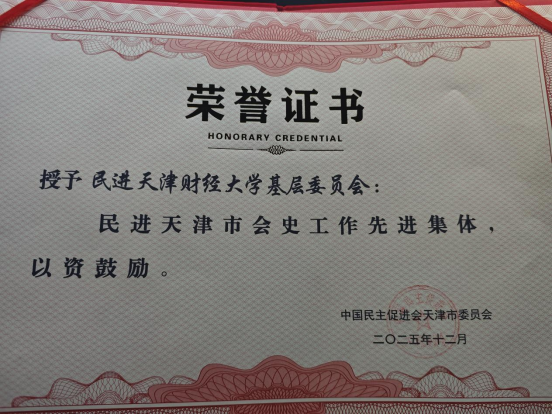 荣誉证书
HONORARY CREDENTIAL
授予 民进天津财经大学基层委员会：
民进天津市会史工作先进集体，
以资鼓励。
中国民主促进会天津市委员会
二〇二五年十二月